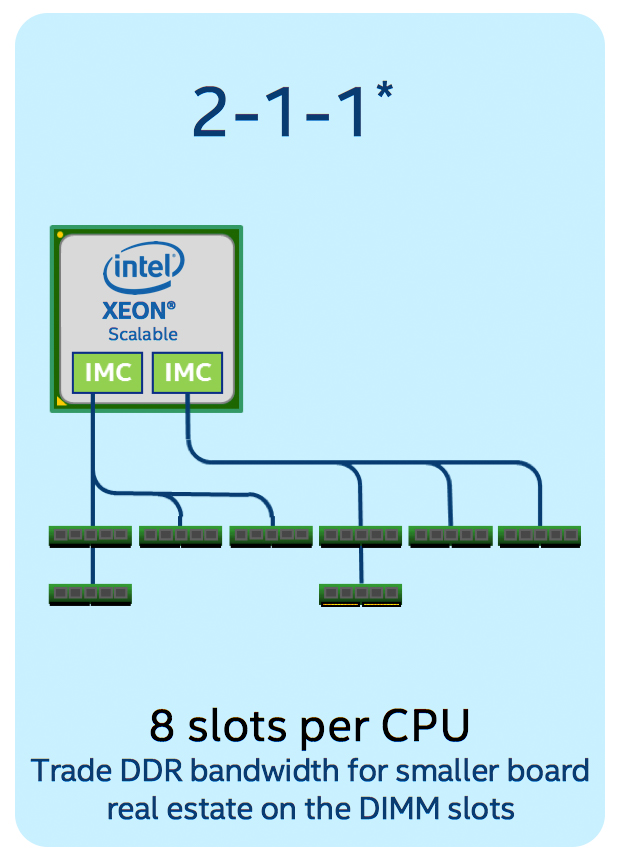 2-1-1*
intel
XEON®
Scalable
IMC IMC
8 slots per CPU
Trade DDR bandwidth for smaller board
real estate on the DIMM slots